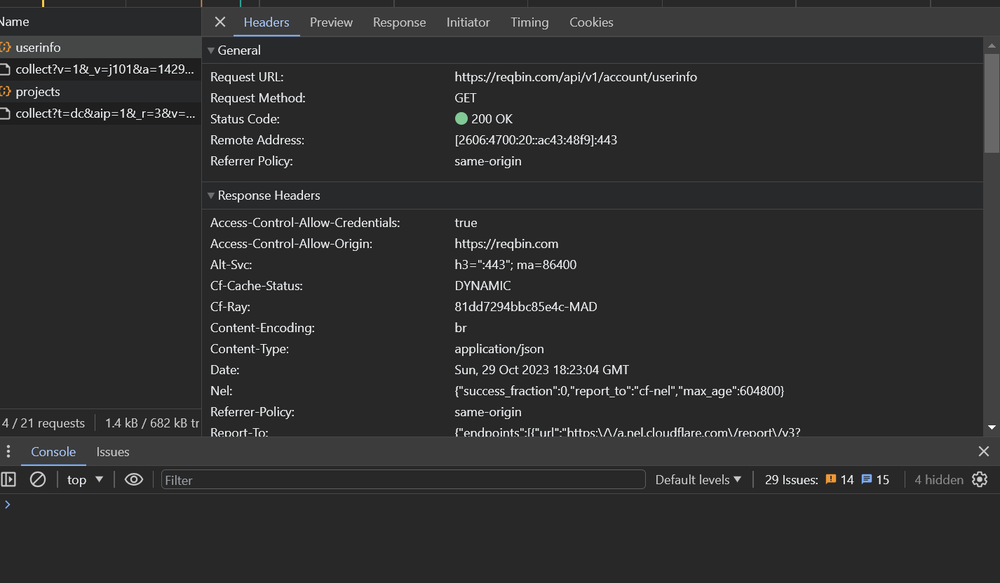 Name
userinfo
collect?v=1&_v=j101&a=1429...
projects
collect?t=dc&aip=1&_r=3&v=...
4 / 21 requests 1.4 kB / 682 kB tr
Headers Preview Response Initiator Timing Cookies
General
Request URL: https://reqbin.com/api/v1/account/userinfo
Request Method: GET
Status Code: 200 OK
Remote Address: [2606:4700:20::ac43:48f9]:443
Referrer Policy: same-origin
Response Headers
Access-Control-Allow-Credentials: true
Access-Control-Allow-Origin: https://reqbin.com
Alt-Svc: h3=":443"; ma=86400
Cf-Cache-Status: DYNAMIC
Cf-Ray: 81dd7294bbc85e4c-MAD
Content-Encoding: br
Content-Type: application/json
Date: Sun, 29 Oct 2023 18:23:04 GMT
Nel: {"success_fraction":0,"report_to":"cf-nel","max_age":604800}
Referrer-Policy: same-origin
Report-To: {"endpoints":[{"url":"https:\/\/a.nel.cloudflare.com\/report\/v3?
Console Issues
top Filter Default levels 29 Issues: 14 15 4 hidden